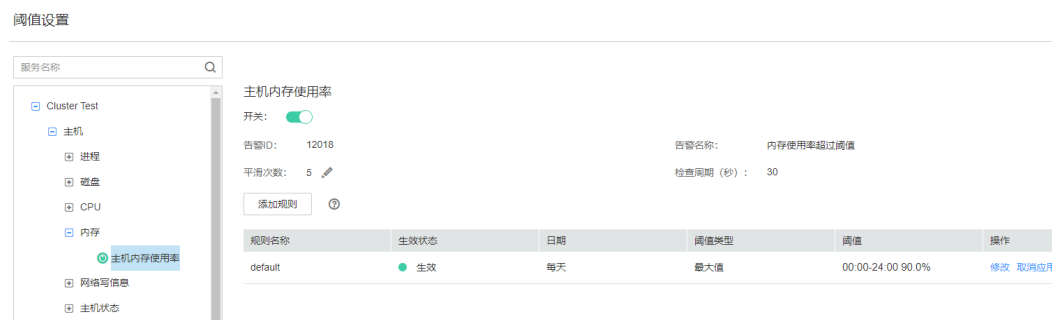 阈值设置
服务名称
Cluster Test
主机
进程
磁盘
CPU
内存
主机内存使用率
网络写信息
主机状态
主机内存使用率
开关：
告警ID： 12018 告警名称： 内存使用率超过阈值
平滑次数： 5 检查周期（秒）： 30
添加规则
规则名称 生效状态 日期 阈值类型 阈值 操作
default 生效 每天 最大值 00:00-24:00 90.0% 修改 取消应用